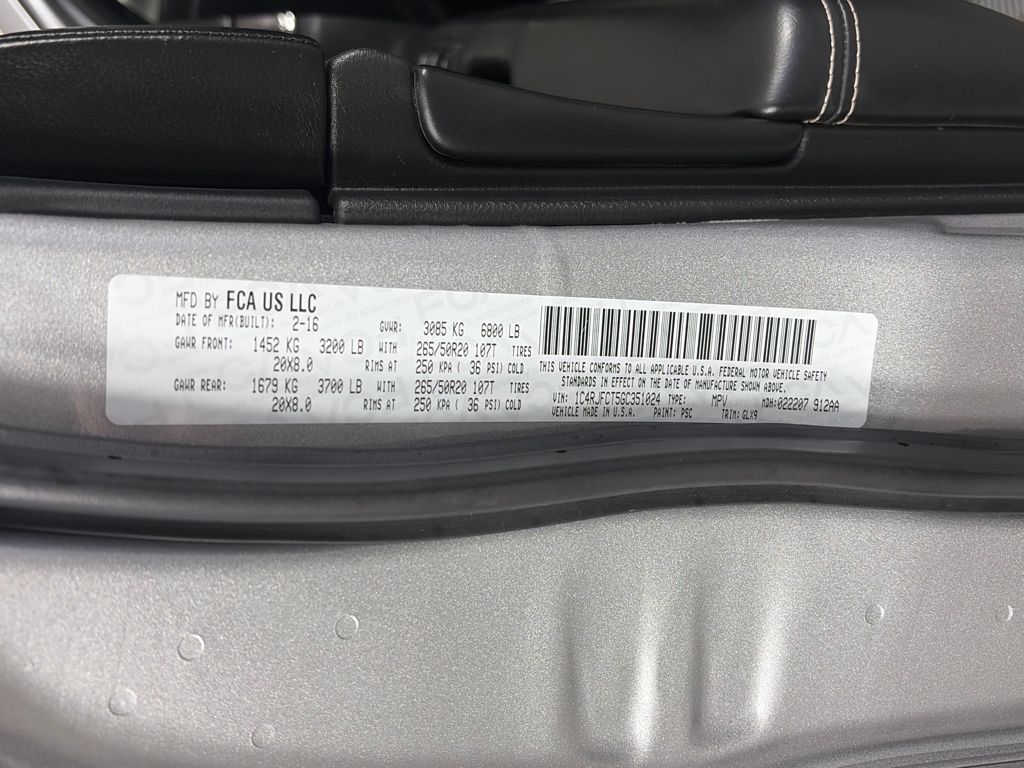 MFD BY FCA US LLC
DATE OF MFR(BUILT): 2-16 GVWR: 3085 KG 6800 LB
GAWR FRONT: 1452 KG 3200 LB WITH 265/50R20 107T TIRES
20X8.0 RIMS AT 250 KPA ( 36 PSI) COLD
GAWR REAR: 1679 KG 3700 LB WITH 265/50R20 107T TIRES
20X8.0 RIMS AT 250 KPA ( 36 PSI) COLD
THIS VEHICLE CONFORMS TO ALL APPLICABLE U.S.A. FEDERAL MOTOR VEHICLE SAFETY
STANDARDS IN EFFECT ON THE DATE OF MANUFACTURE SHOWN ABOVE.
VIN: 1C4RJFCT5GC351024 TYPE: MPV MDH:022207 912AA
VEHICLE MADE IN U.S.A. PAINT: PSC TRIM: GLX9